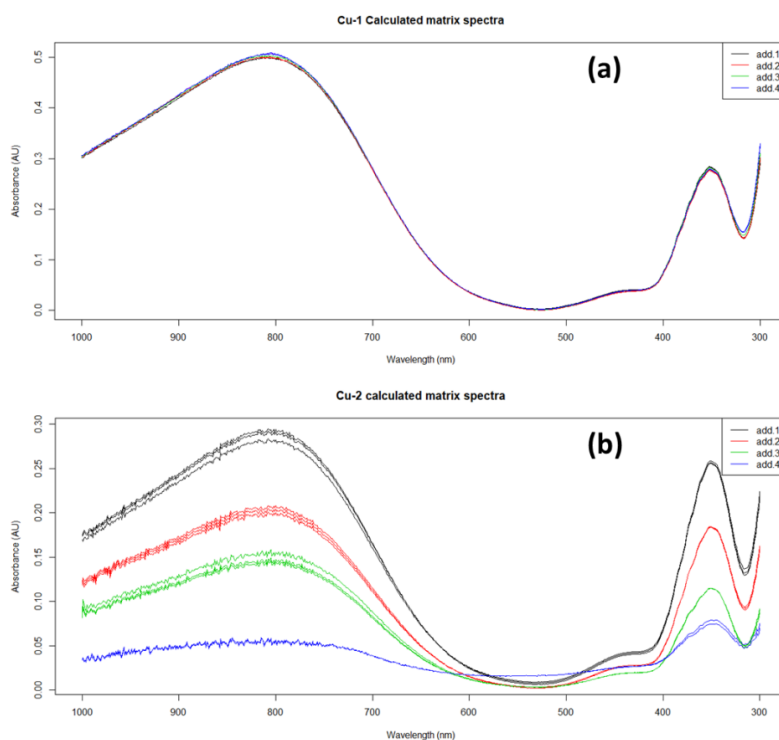 Cu-1 Calculated matrix spectra
(a)
add.1
add.2
add.3
add.4
Absorbance (AU)
0.5
0.4
0.3
0.2
0.1
0.0
1000 900 800 700 600 500 400 300
Wavelength (nm)
Cu-2 calculated matrix spectra
(b)
add.1
add.2
add.3
add.4
Absorbance (AU)
0.30
0.25
0.20
0.15
0.10
0.05
0.00
1000 900 800 700 600 500 400 300
Wavelength (nm)